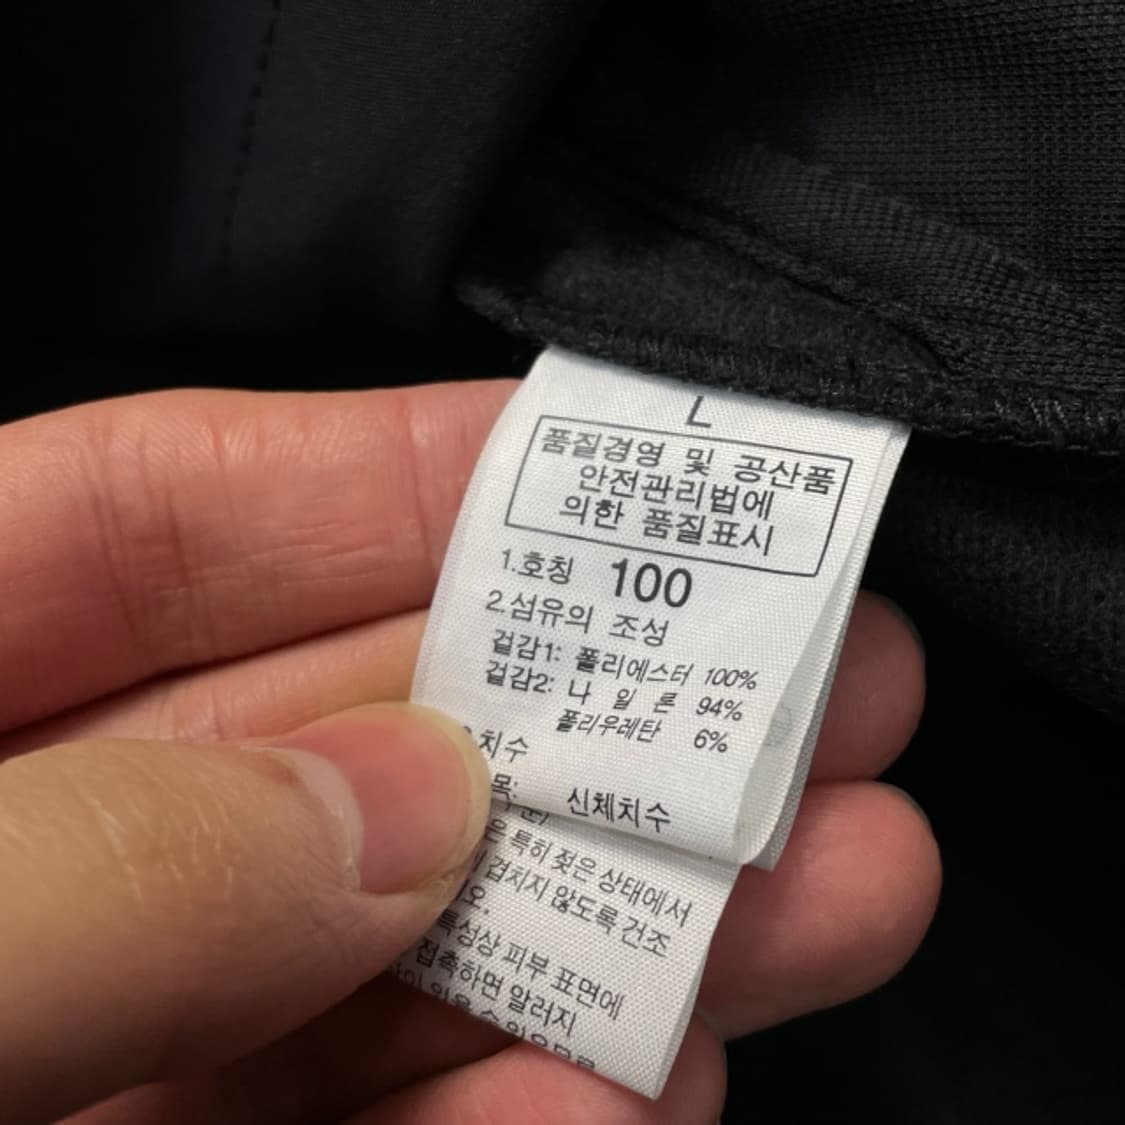 L
품질경영 및 공산품
안전관리법에
의한 품질표시
1.호칭 100
2.섬유의 조성
겉감1: 폴리에스터 100%
겉감2: 나 일 론 94%
폴리우레탄 6%
치수
목: 신체치수
은 특히 젖은 상태에서
겹치지 않도록 건조
오.
특성상 피부 표면에
접촉하면 알러지